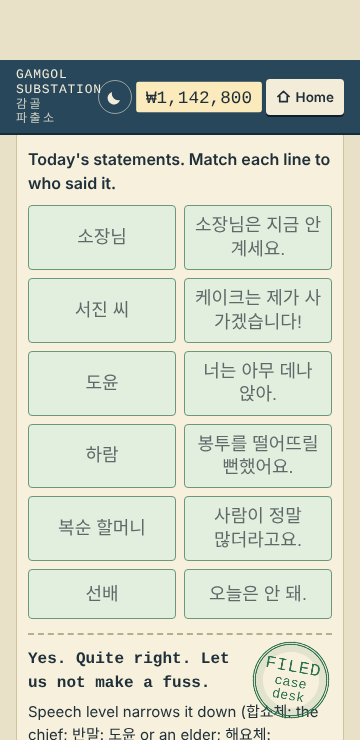 GAMGOL
SUBSTATION
감골
파출소
₩1,142,800
Home
Today's statements. Match each line to
who said it.
소장님
소장님은 지금 안
계세요.
서진 씨
케이크는 제가 사
가겠습니다!
도윤
너는 아무 데나
앉아.
하람
봉투를 떨어뜨릴
뻔했어요.
복순 할머니
사람이 정말
많더라고요.
선배
오늘은 안 돼.
Yes. Quite right. Let
us not make a fuss.
FILED
case
desk
Speech level narrows it down (합쇼체: the
chief; 반말: 도윤 or an elder; 해요체: